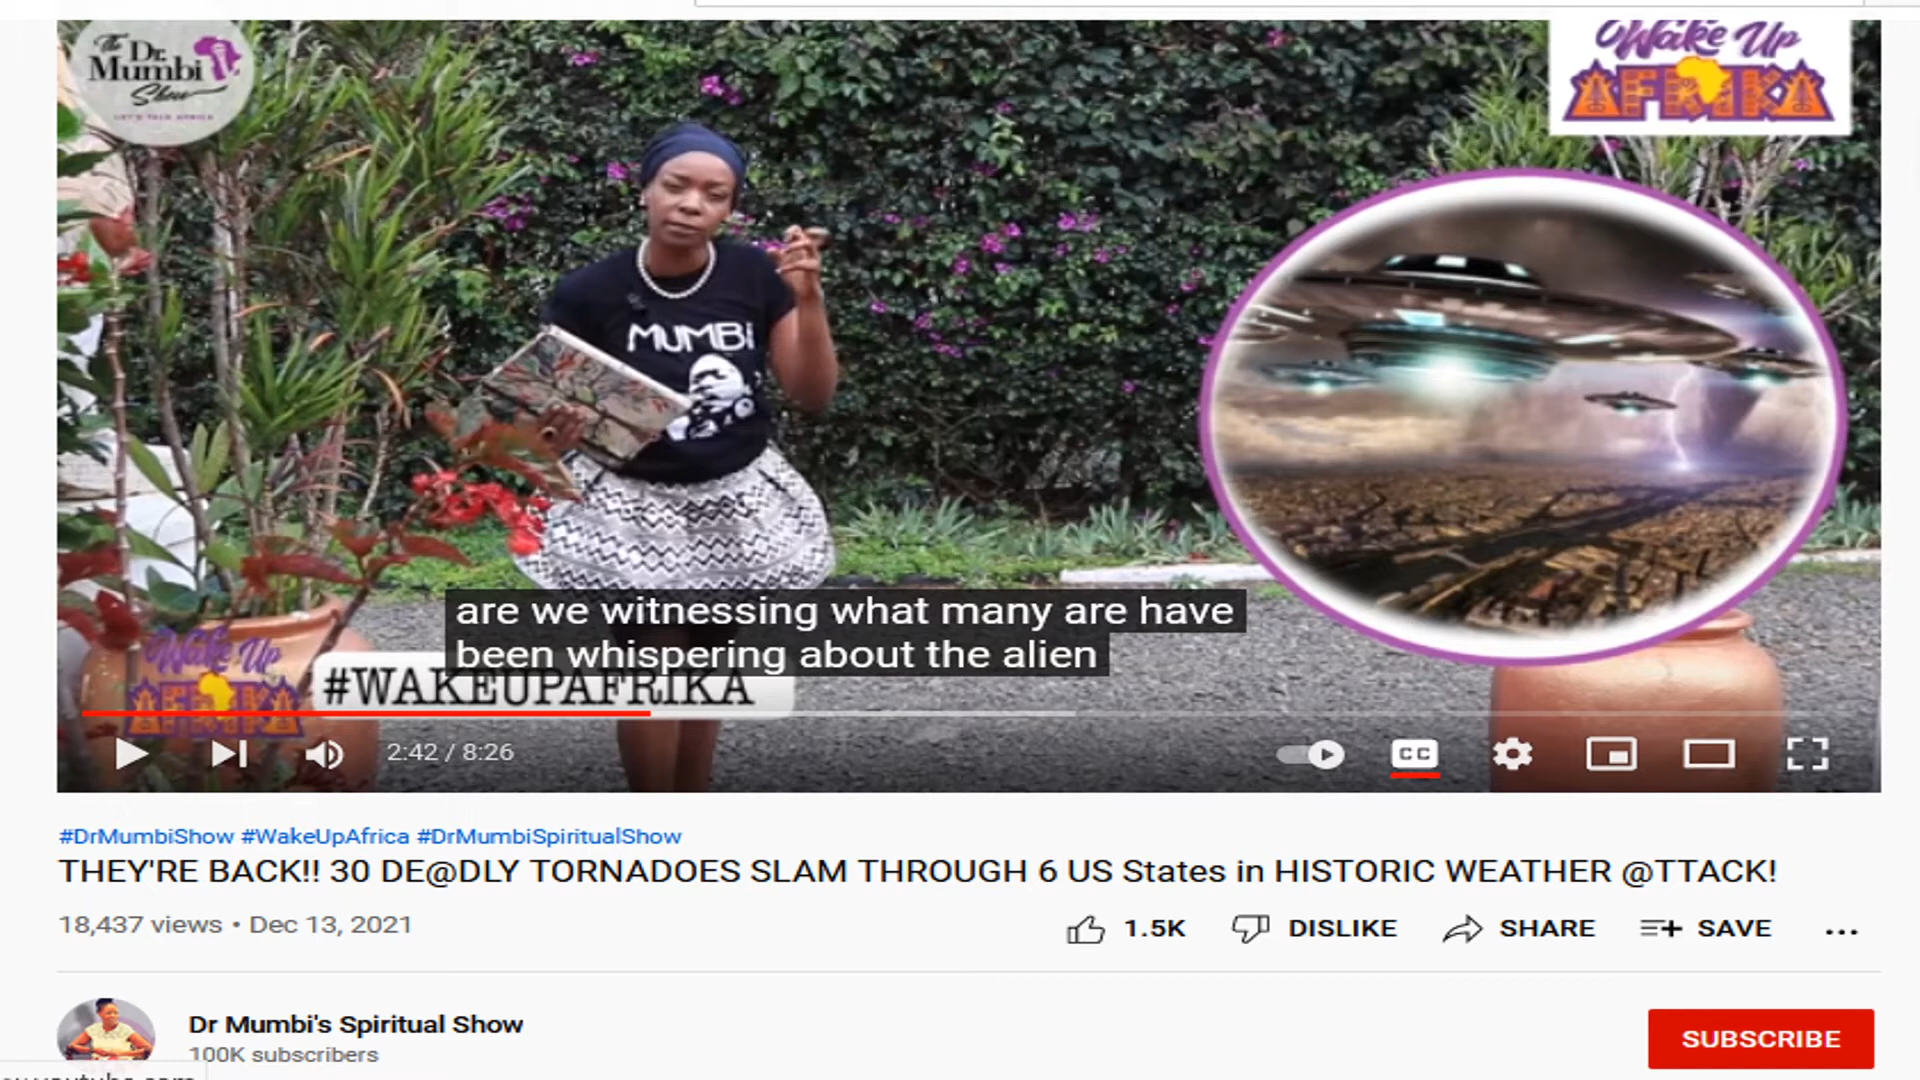 The
Dr.
Mumbi
Show
LET'S TALK AFRICA
Wake Up
AFRIKA
MUMBi
are we witnessing what many are have
been whispering about the alien
Wake Up
AFRIKA
#WAKEUPAFRIKA
2:42 / 8:26
CC
#DrMumbiShow #WakeUpAfrica #DrMumbiSpiritualShow
THEY'RE BACK!! 30 DE@DLY TORNADOES SLAM THROUGH 6 US States in HISTORIC WEATHER @TTACK!
18,437 views • Dec 13, 2021
1.5K DISLIKE SHARE SAVE ...
Dr Mumbi's Spiritual Show
100K subscribers
SUBSCRIBE